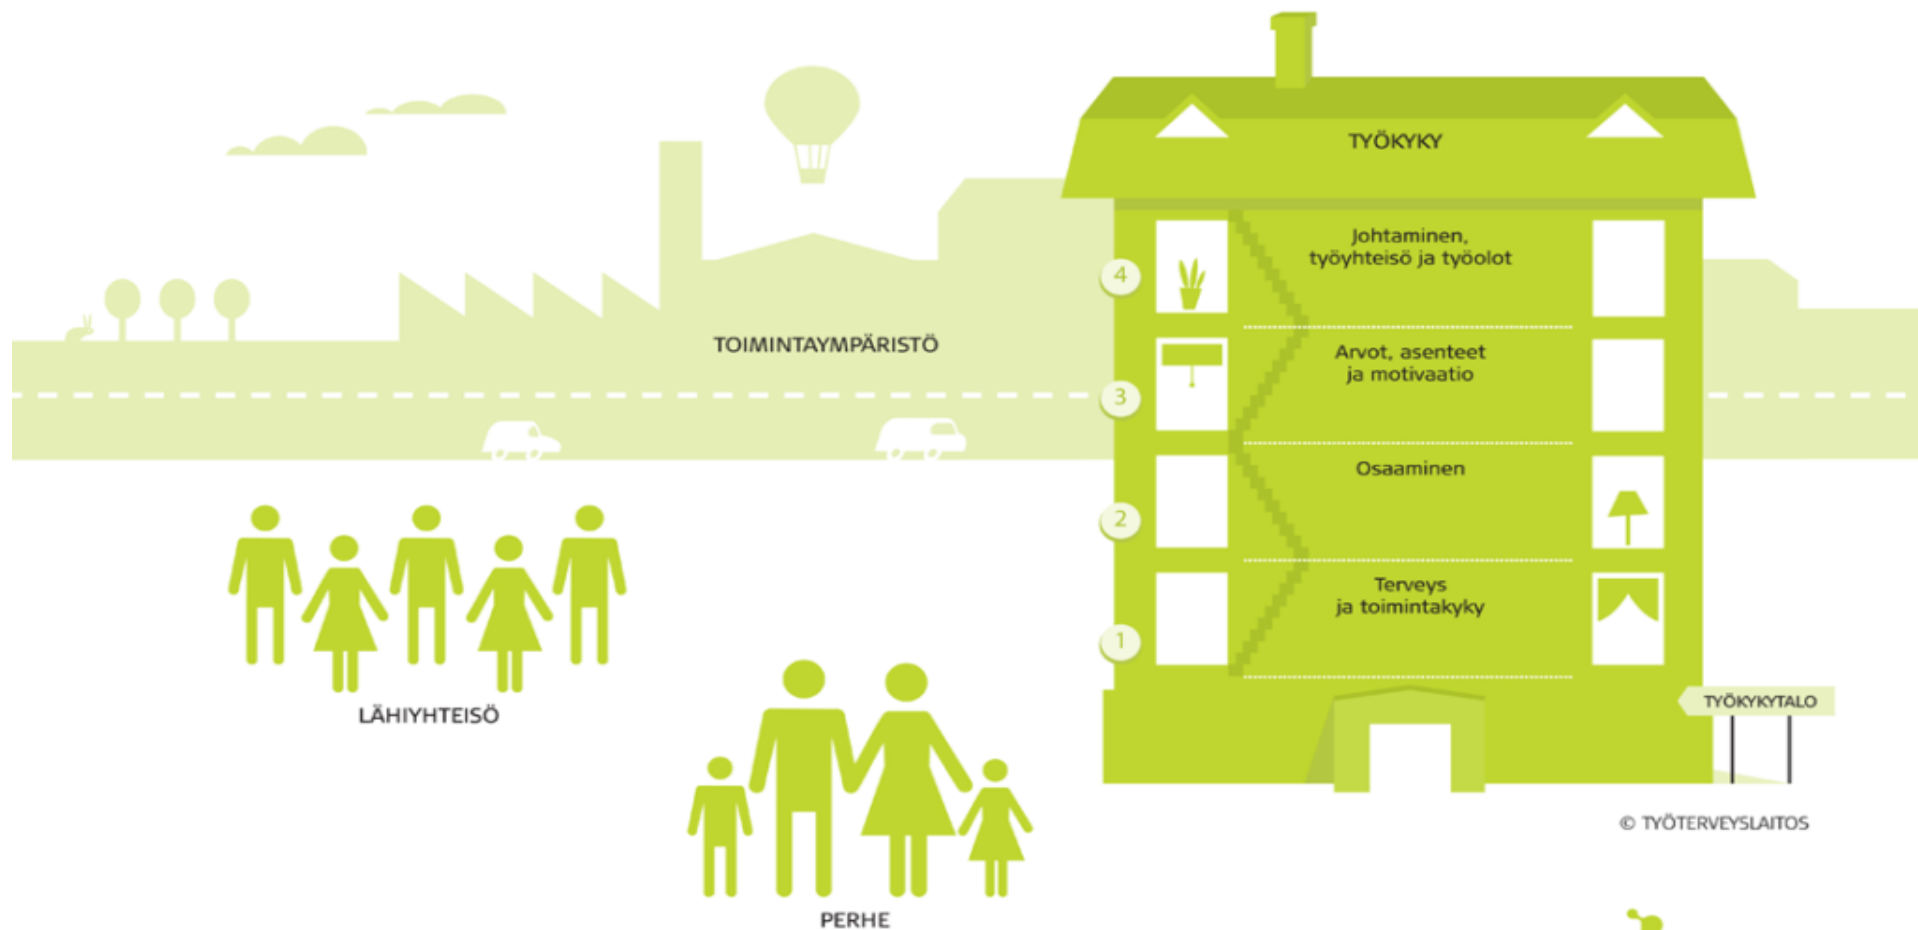 TYÖKYKY
Johtaminen,
työyhteisö ja työolot
4
TOIMINTAYMPÄRISTÖ
Arvot, asenteet
ja motivaatio
3
Osaaminen
2
Terveys
ja toimintakyky
1
LÄHIYHTEISÖ
TYÖKYKYTALO
© TYÖTERVEYSLAITOS
PERHE